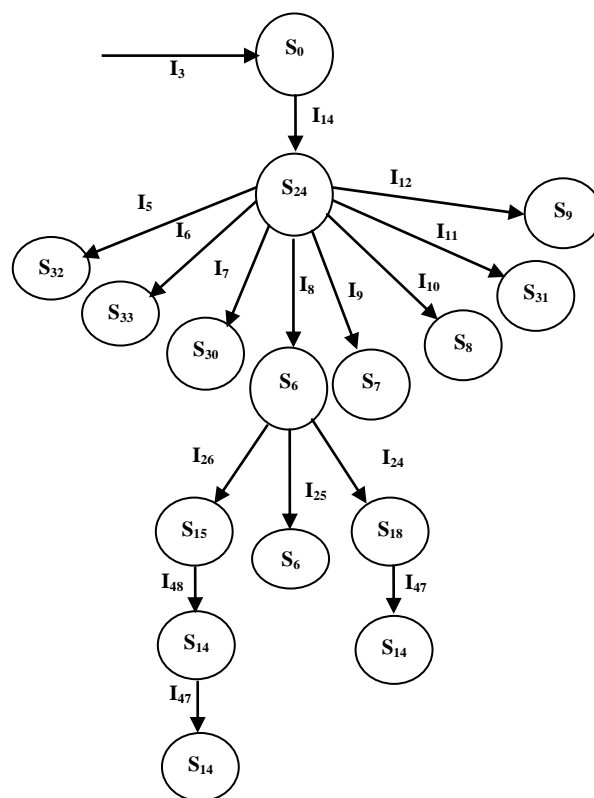 S₀
I₃
I₁₄
S₂₄
I₁₂
I₅
S₉
I₆
I₁₁
S₃₂
I₇
I₈
I₉
I₁₀
S₃₁
S₃₃
S₃₀
S₈
S₆
S₇
I₂₆
I₂₄
I₂₅
S₁₅
S₁₈
S₆
I₄₈
I₄₇
S₁₄
S₁₄
I₄₇
S₁₄